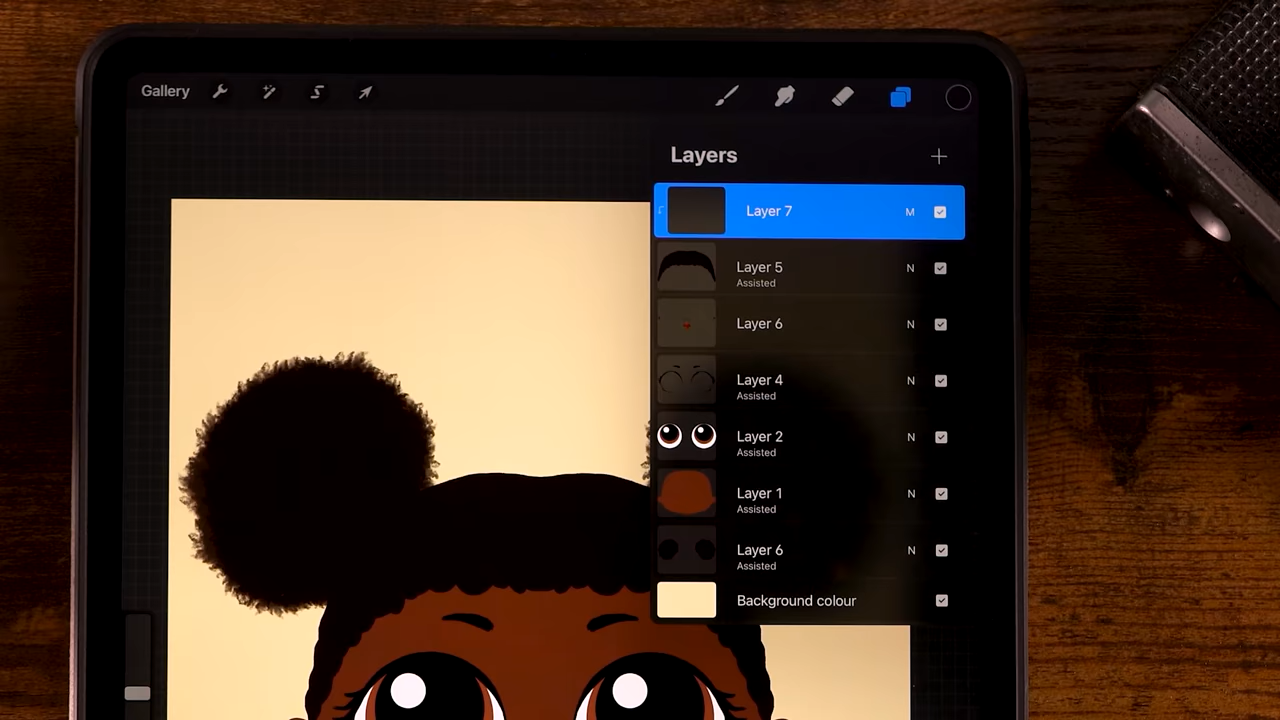 Gallery
Layers
Layer 7 M
Layer 5 N
Assisted
Layer 6 N
Layer 4 N
Assisted
Layer 2 N
Assisted
Layer 1 N
Assisted
Layer 6 N
Assisted
Background colour